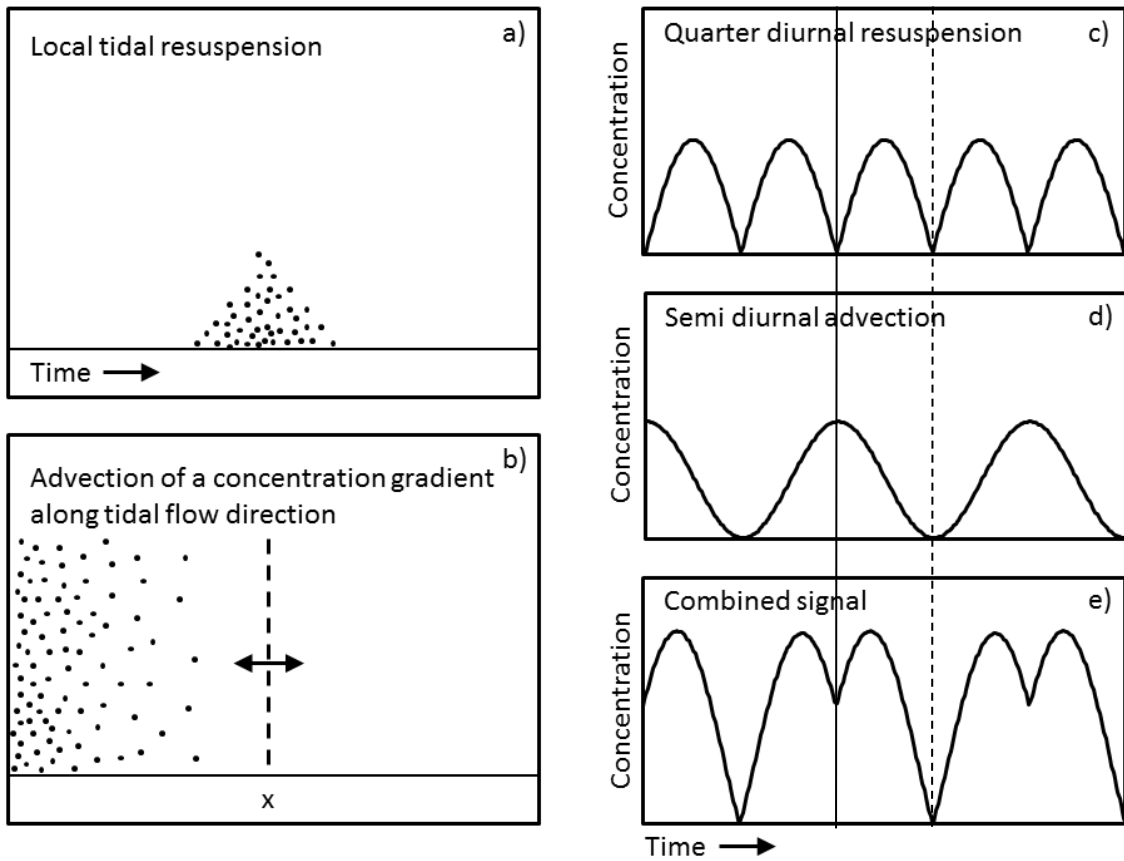 a)
Local tidal resuspension
Time
b)
Advection of a concentration gradient
along tidal flow direction
x
Quarter diurnal resuspension
c)
Concentration
Semi diurnal advection
d)
Concentration
Combined signal
e)
Concentration
Time